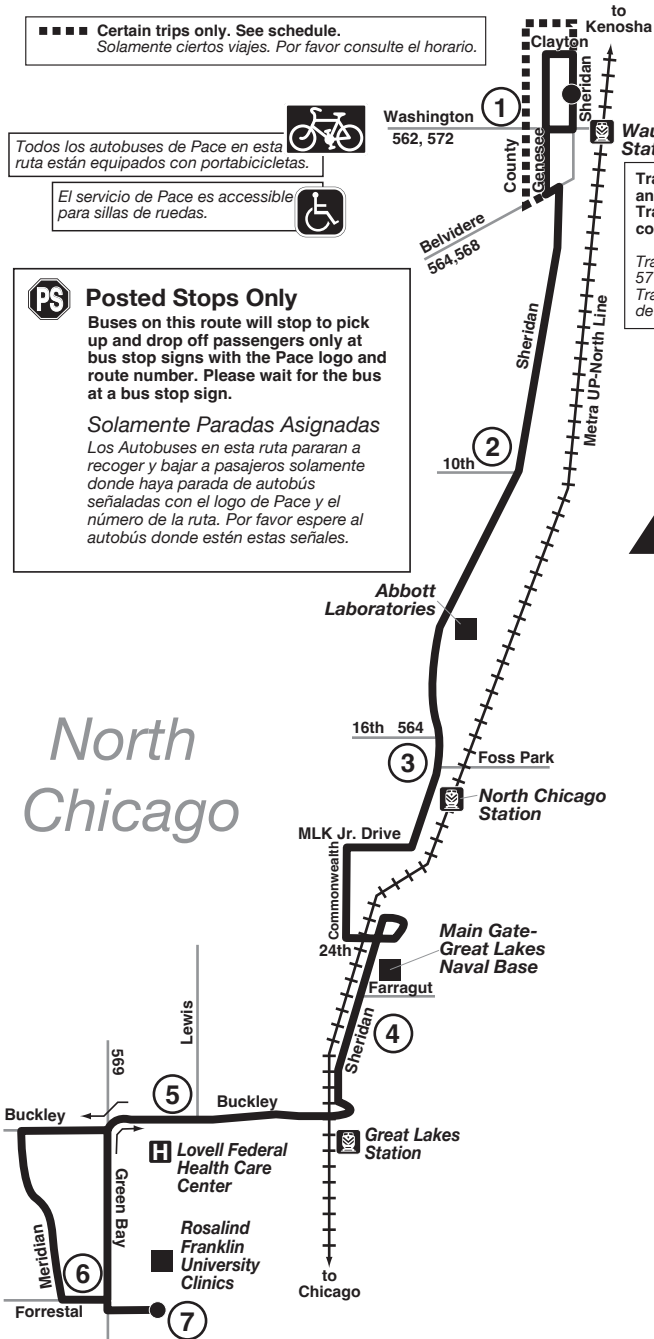 Certain trips only. See schedule.
Solamente ciertos viajes. Por favor consulte el horario.
to
Kenosha
Clayton
Sheridan
1
Washington
562, 572
County
Genesee
Todos los autobuses de Pace en esta
ruta están equipados con portabicicletas.
El servicio de Pace es accessible
para sillas de ruedas.
Belvidere
564,568
PS
Posted Stops Only
Buses on this route will stop to pick
up and drop off passengers only at
bus stop signs with the Pace logo and
route number. Please wait for the bus
at a bus stop sign.
Solamente Paradas Asignadas
Los Autobuses en esta ruta pararan a
recoger y bajar a pasajeros solamente
donde haya parada de autobús
señaladas con el logo de Pace y el
número de la ruta. Por favor espere al
autobús donde estén estas señales.
Sheridan
Metra UP-North Line
2
10th
Abbott
Laboratories
North
Chicago
16th 564
3
Foss Park
North Chicago
Station
MLK Jr. Drive
Commonwealth
24th
Main Gate-
Great Lakes
Naval Base
Farragut
Sheridan
4
Lewis
569
5
Buckley
Buckley
Great Lakes
Station
H
Lovell Federal
Health Care
Center
Green Bay
Meridian
Rosalind
Franklin
University
Clinics
6
Forrestal
7
to
Chicago